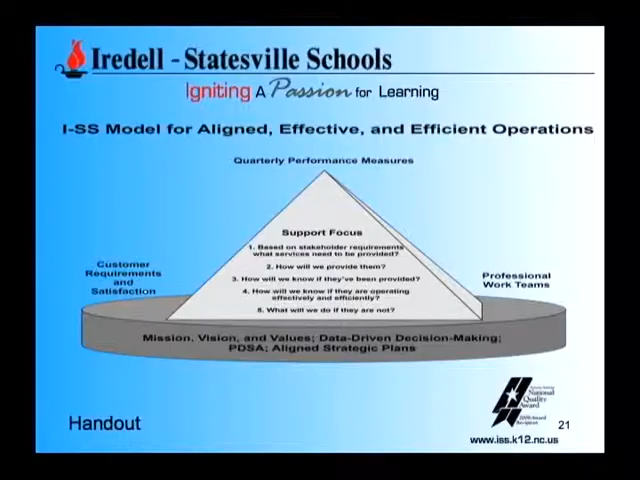 Iredell - Statesville Schools
Igniting A Passion for Learning
I-SS Model for Aligned, Effective, and Efficient Operations
Quarterly Performance Measures
Support Focus
1. Based on stakeholder requirements
what services need to be provided?
2. How will we provide them?
3. How will we know if they've been provided?
4. How will we know if they are operating
effectively and efficiently?
5. What will we do if they are not?
Customer
Requirements
and
Satisfaction
Professional
Work Teams
Mission, Vision, and Values; Data-Driven Decision-Making;
PDSA; Aligned Strategic Plans
National
Quality
Award
Recipient
Handout
21
www.iss.k12.nc.us